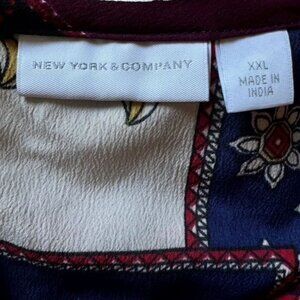 NEW YORK & COMPANY
XXL
MADE IN
INDIA